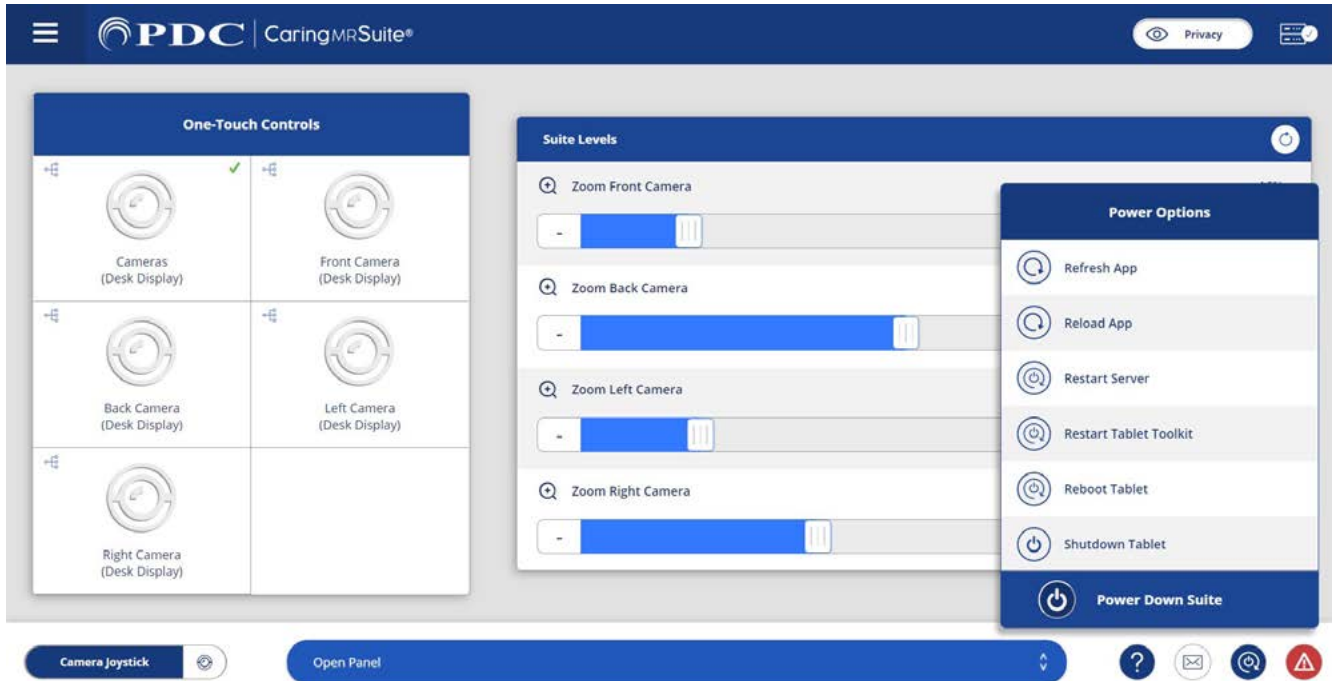 PDC | CaringMRSuite®
Privacy
One-Touch Controls
Cameras
(Desk Display)
Front Camera
(Desk Display)
Back Camera
(Desk Display)
Left Camera
(Desk Display)
Right Camera
(Desk Display)
Suite Levels
Zoom Front Camera
-
Zoom Back Camera
-
Zoom Left Camera
-
Zoom Right Camera
-
Power Options
Refresh App
Reload App
Restart Server
Restart Tablet Toolkit
Reboot Tablet
Shutdown Tablet
Power Down Suite
Camera Joystick
Open Panel
?